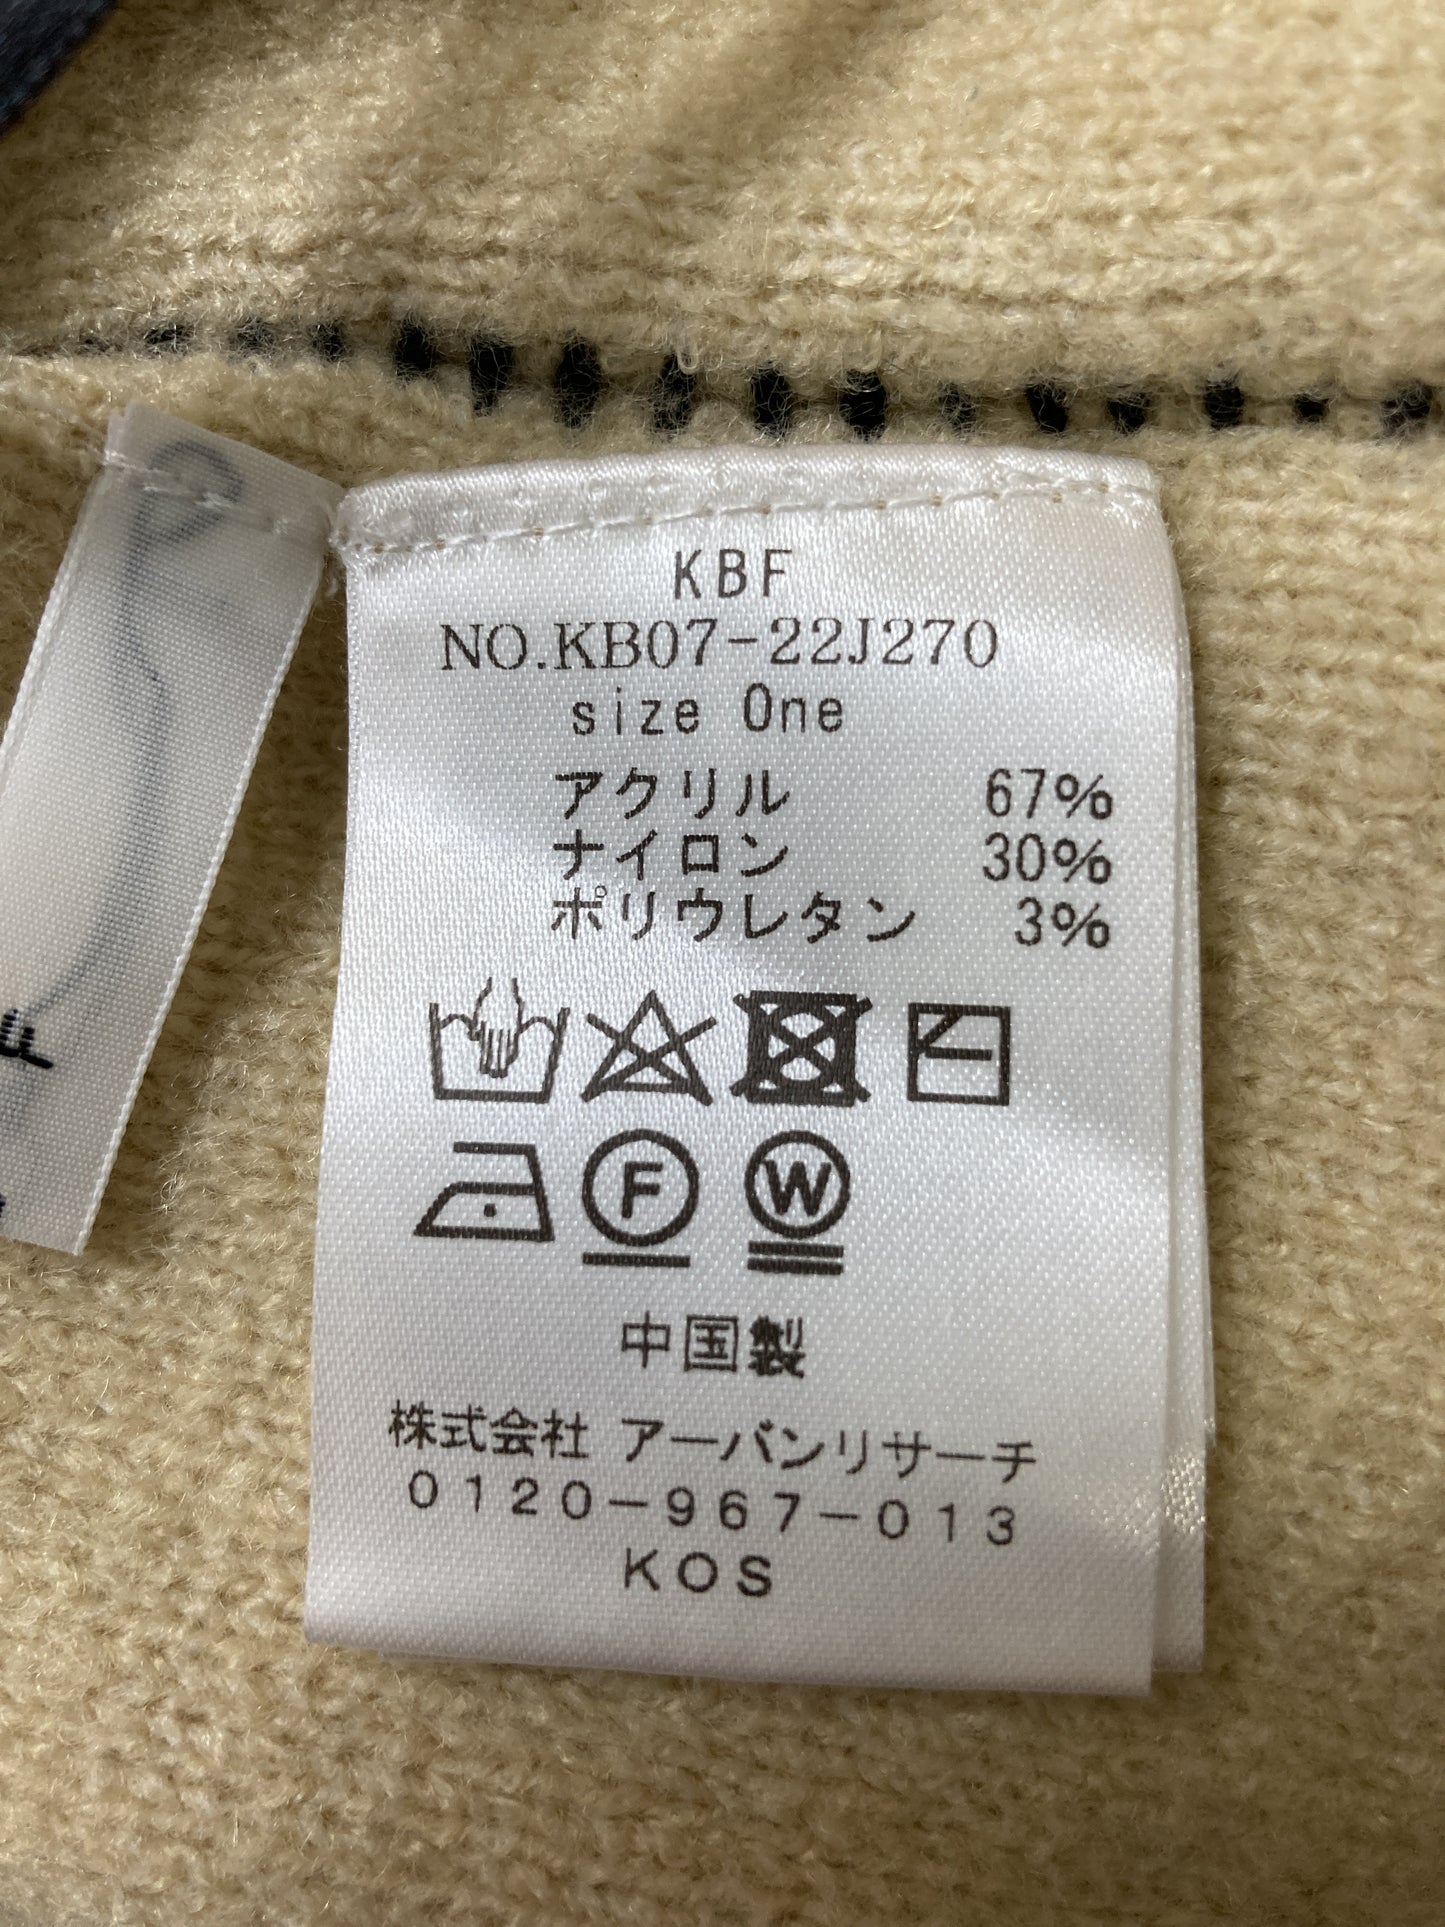 KBF
NO.KB07-22J270
size One
アクリル 67%
ナイロン 30%
ポリウレタン 3%
F W
中国製
株式会社 アーバンリサーチ
0120-967-013
KOS